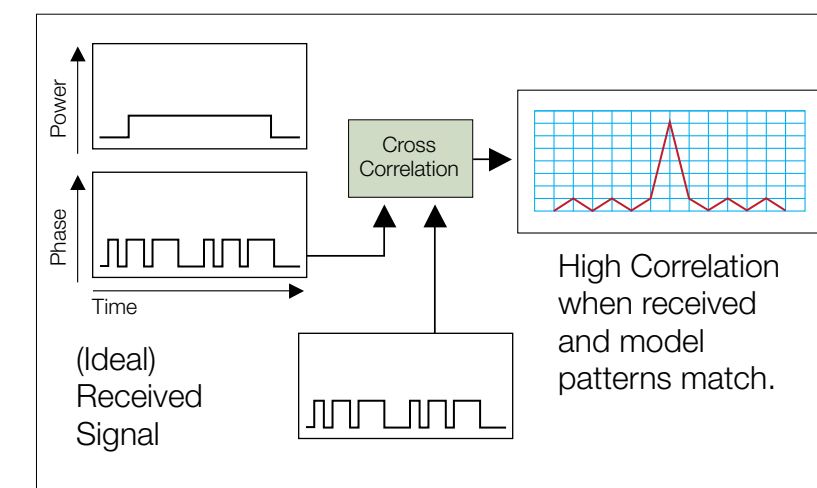 Power
Phase
Time
(Ideal)
Received
Signal
Cross
Correlation
High Correlation
when received
and model
patterns match.